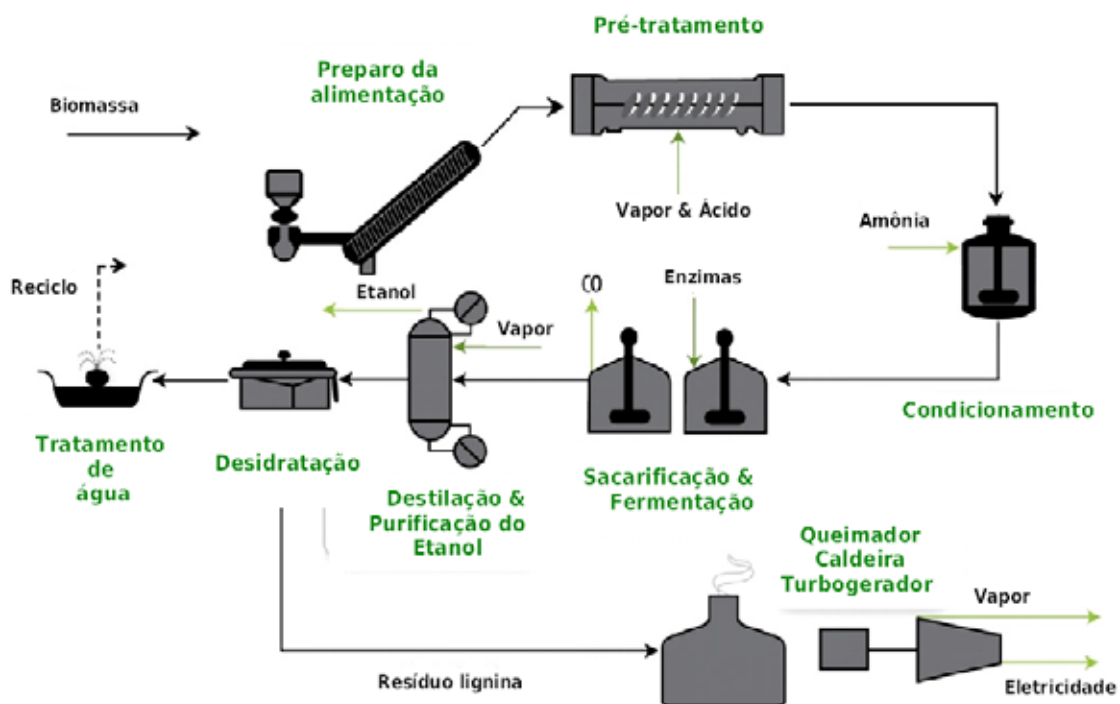 Pré-tratamento
Preparo da
alimentação
Biomassa
Vapor & Ácido
Amônia
Reciclo
Etanol
CO
Enzimas
Vapor
Condicionamento
Tratamento
de
água
Desidratação
Destilação &
Purificação do
Etanol
Sacarificação &
Fermentação
Queimador
Caldeira
Turbogerador
Vapor
Resíduo lignina
Eletricidade